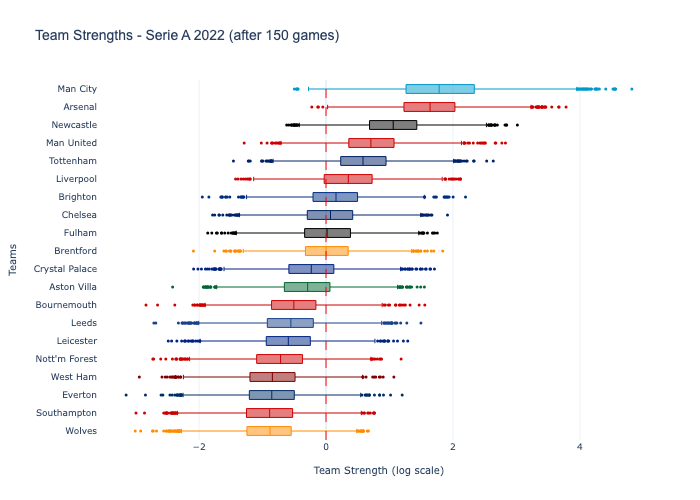 Team Strengths - Serie A 2022 (after 150 games)
Man City
Arsenal
Newcastle
Man United
Tottenham
Liverpool
Brighton
Chelsea
Fulham
Brentford
Crystal Palace
Aston Villa
Bournemouth
Leeds
Leicester
Nott'm Forest
West Ham
Everton
Southampton
Wolves
Teams
−2 0 2 4
Team Strength (log scale)